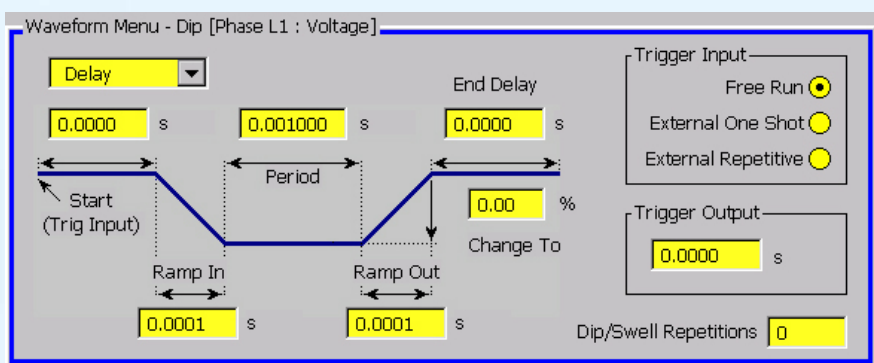 Waveform Menu - Dip [Phase L1 : Voltage]
Delay
End Delay
0.0000 s
0.001000 s
0.0000 s
Period
Start
(Trig Input)
0.00 %
Change To
Ramp In
Ramp Out
0.0001 s
0.0001 s
Trigger Input
Free Run
External One Shot
External Repetitive
Trigger Output
0.0000 s
Dip/Swell Repetitions 0